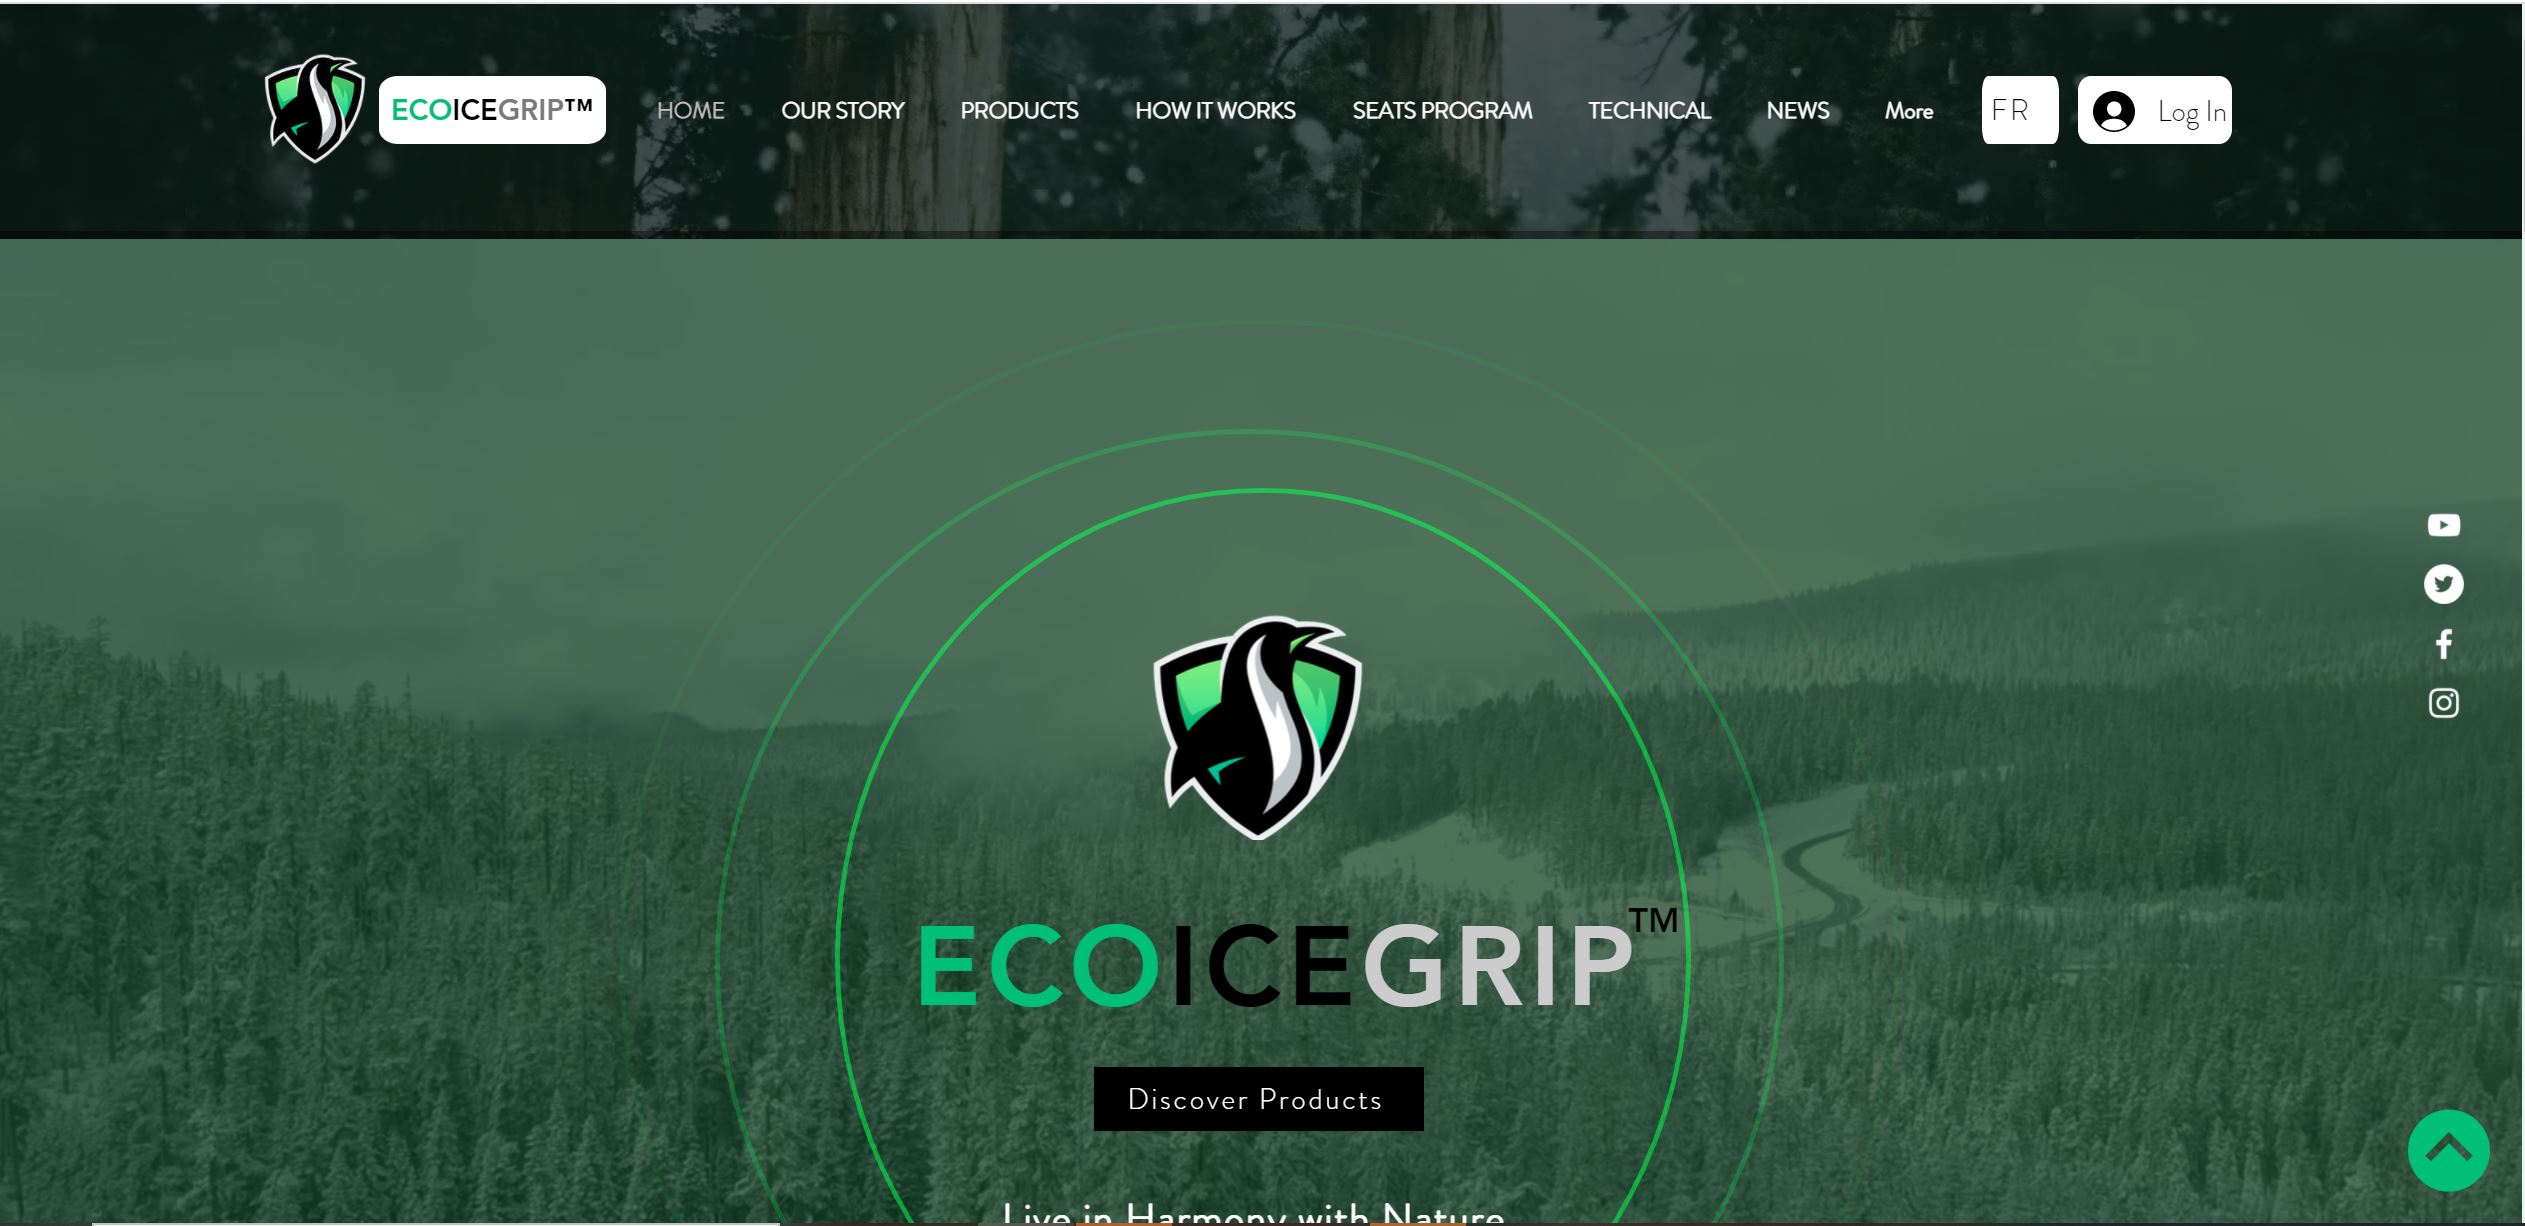 ECOICEGRIP™
HOME OUR STORY PRODUCTS HOW IT WORKS SEATS PROGRAM TECHNICAL NEWS More
FR
Log In
ECOICEGRIP™
Discover Products
Live in Harmony with Nature